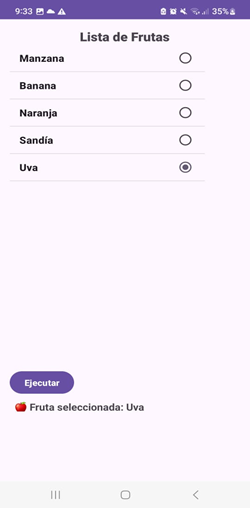 9:33 35%
Lista de Frutas
Manzana
Banana
Naranja
Sandía
Uva
Ejecutar
Fruta seleccionada: Uva